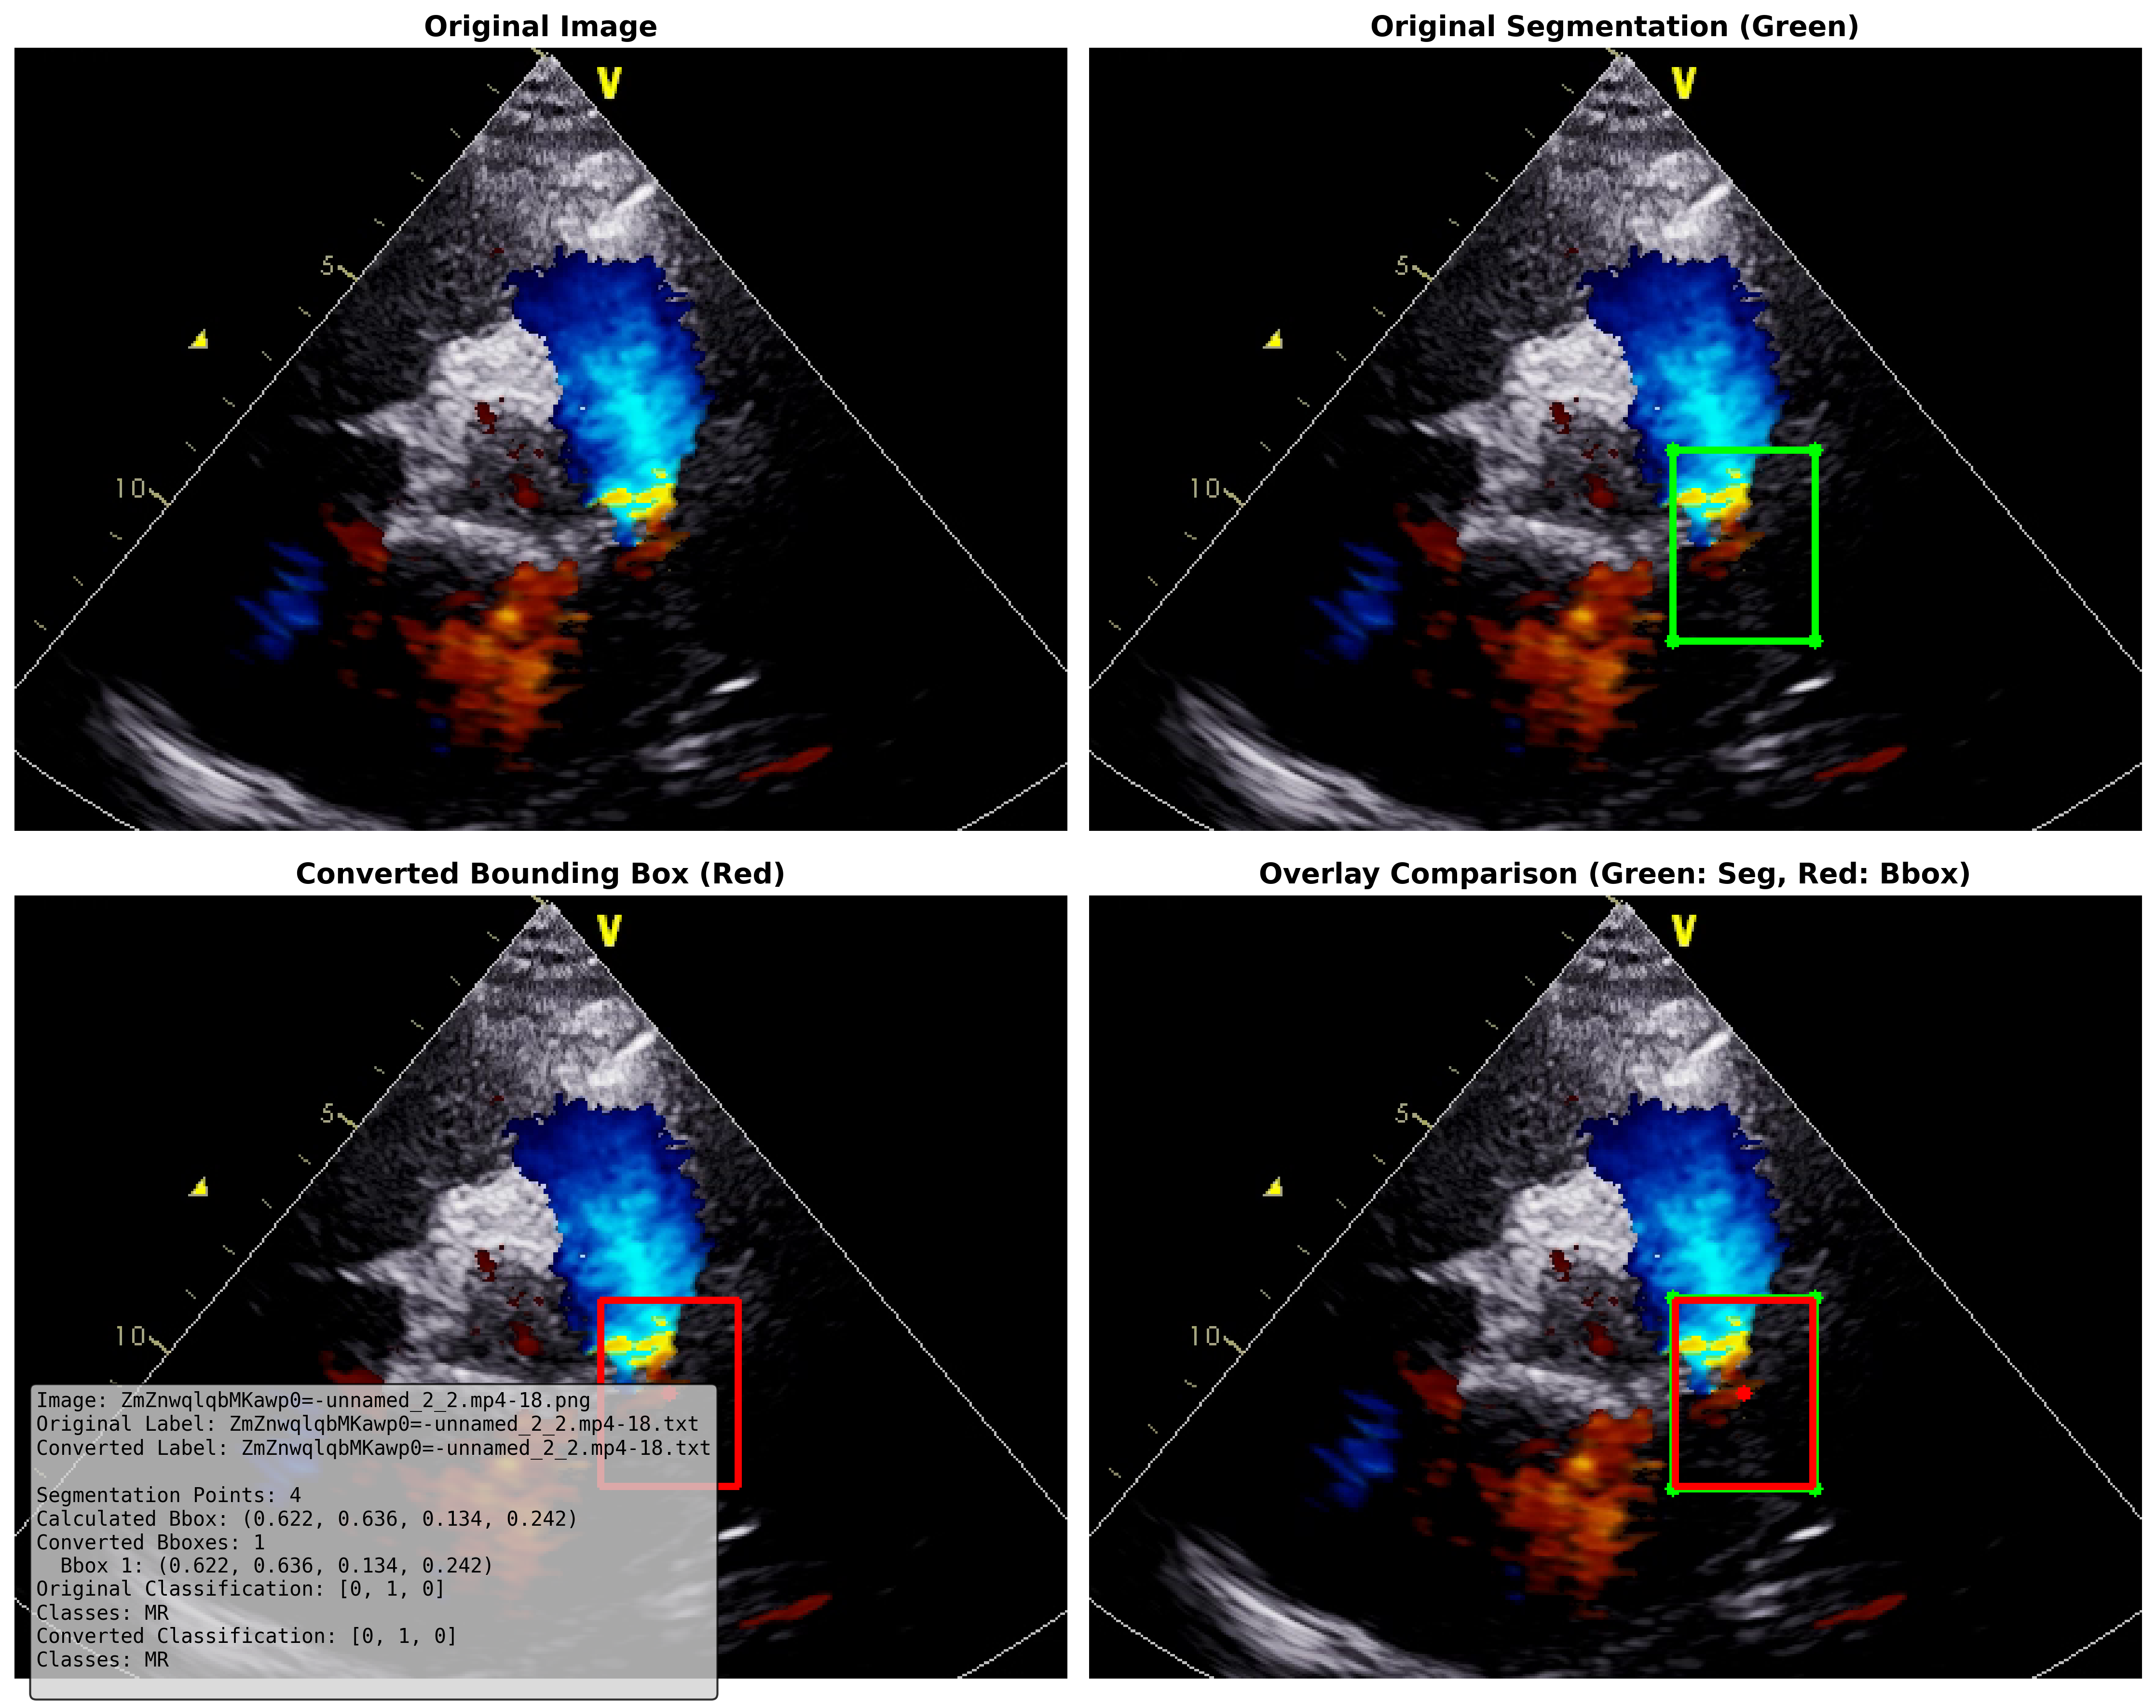 Original Image
Original Segmentation (Green)
V
5
10
V
5
10
Converted Bounding Box (Red)
Overlay Comparison (Green: Seg, Red: Bbox)
V
5
10
Image: ZmZnwqlqbMKawp0=-unnamed_2_2.mp4-18.png
Original Label: ZmZnwqlqbMKawp0=-unnamed_2_2.mp4-18.txt
Converted Label: ZmZnwqlqbMKawp0=-unnamed_2_2.mp4-18.txt
Segmentation Points: 4
Calculated Bbox: (0.622, 0.636, 0.134, 0.242)
Converted Bboxes: 1
Bbox 1: (0.622, 0.636, 0.134, 0.242)
Original Classification: [0, 1, 0]
Classes: MR
Converted Classification: [0, 1, 0]
Classes: MR
V
5
10